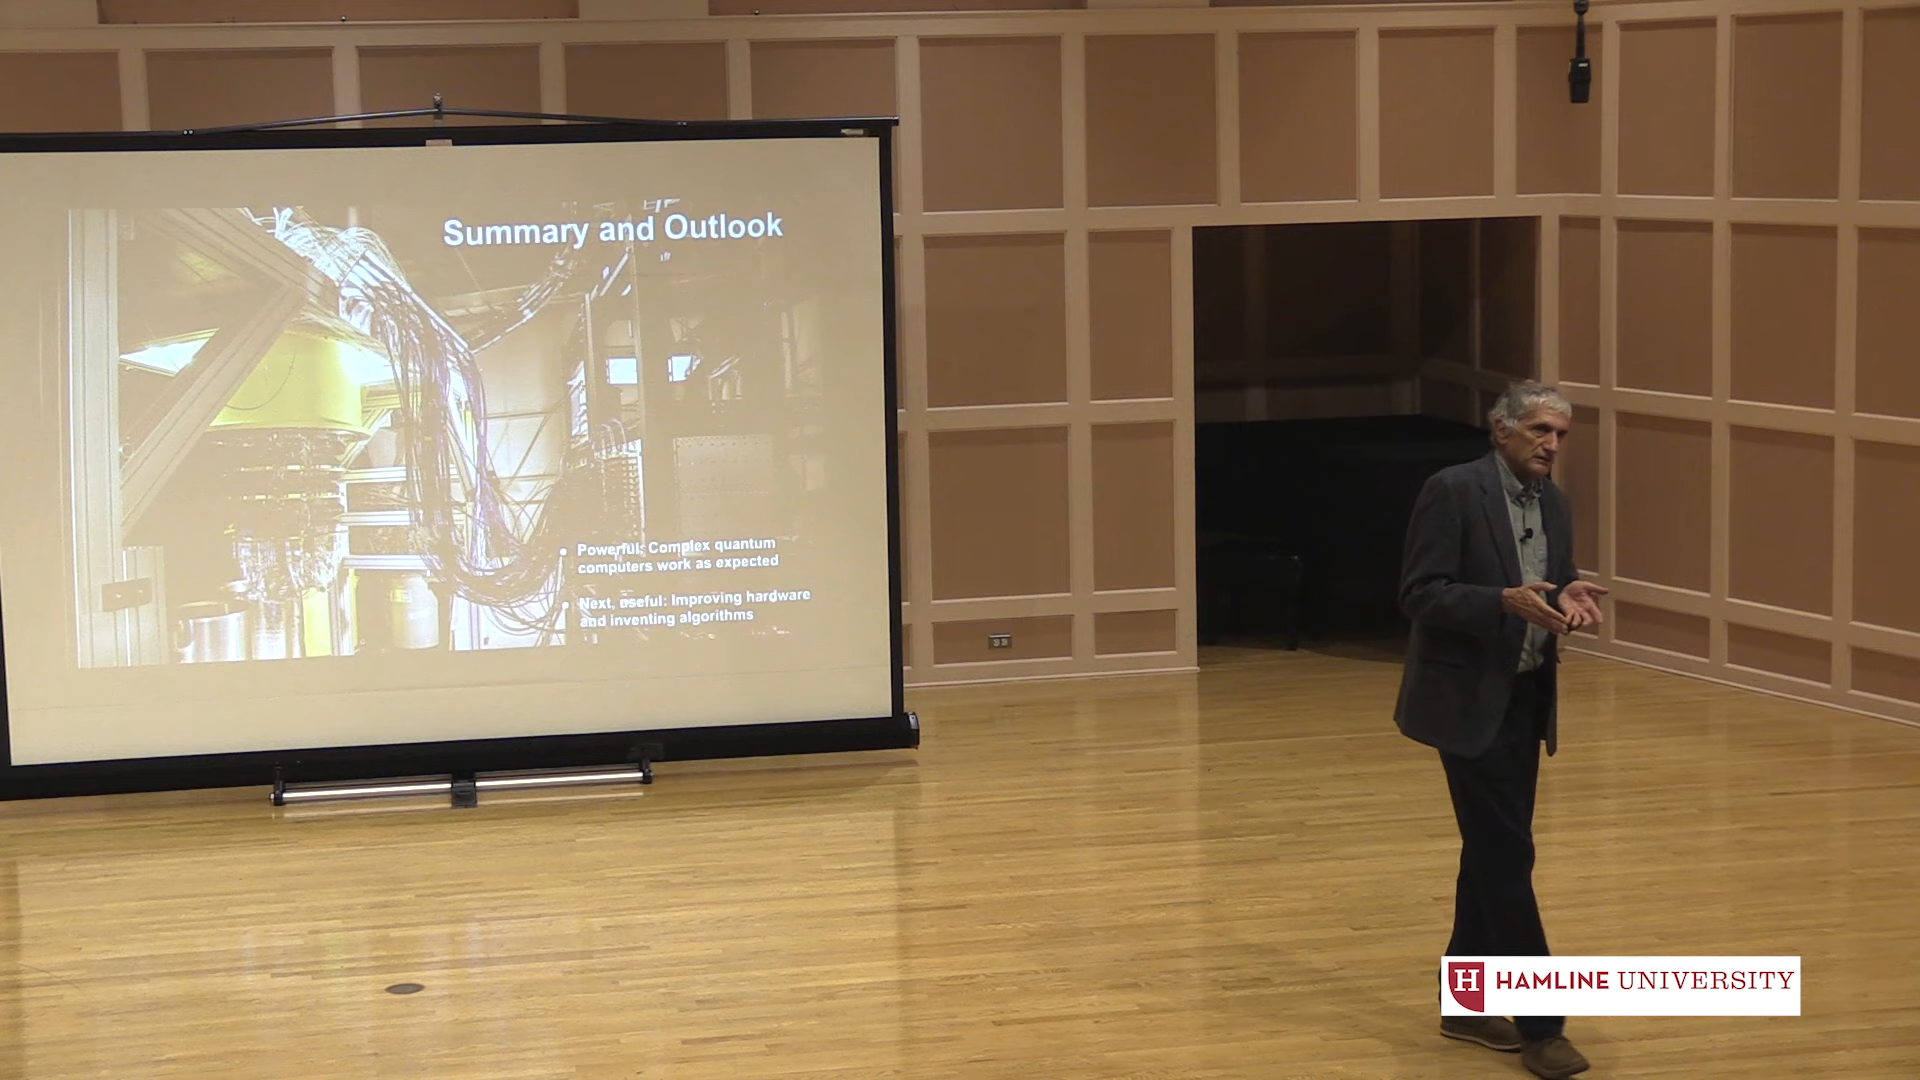 Summary and Outlook
• Powerful: Complex quantum
computers work as expected
• Next, useful: Improving hardware
and inventing algorithms
H HAMLINE UNIVERSITY